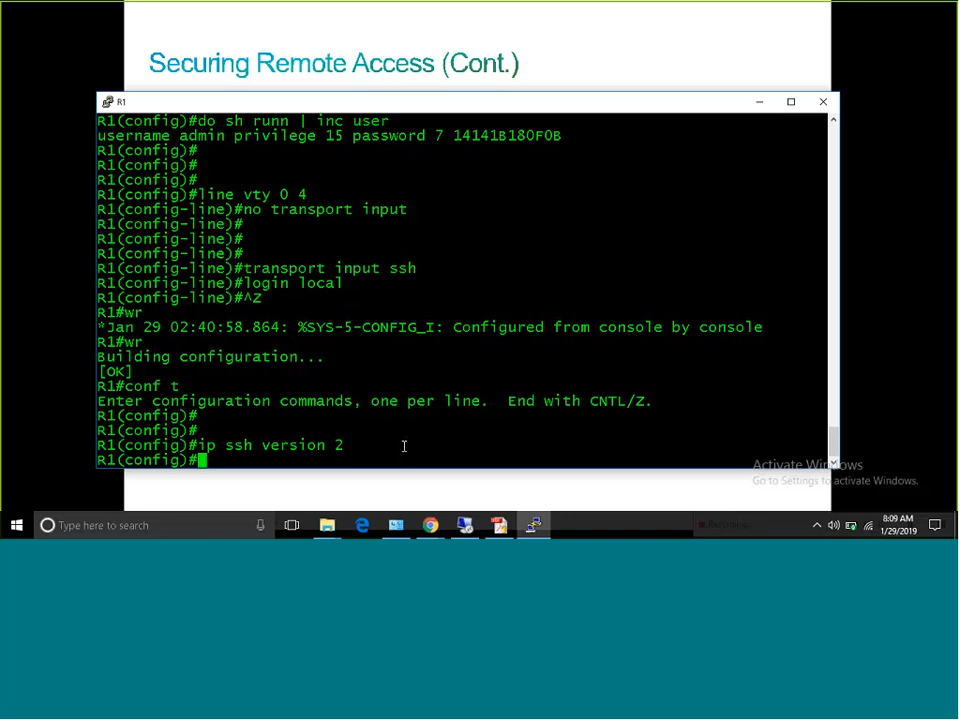 Securing Remote Access (Cont.)
R1
R1(config)#do sh runn | inc user
username admin privilege 15 password 7 14141B180F0B
R1(config)#
R1(config)#
R1(config)#
R1(config)#line vty 0 4
R1(config-line)#no transport input
R1(config-line)#
R1(config-line)#
R1(config-line)#
R1(config-line)#transport input ssh
R1(config-line)#login local
R1(config-line)#^Z
R1#wr
*Jan 29 02:40:58.864: %SYS-5-CONFIG_I: Configured from console by console
R1#wr
Building configuration...
[OK]
R1#conf t
Enter configuration commands, one per line.  End with CNTL/Z.
R1(config)#
R1(config)#
R1(config)#ip ssh version 2
R1(config)#
Activate Windows
Go to Settings to activate Windows.
Type here to search
8:09 AM
1/29/2019